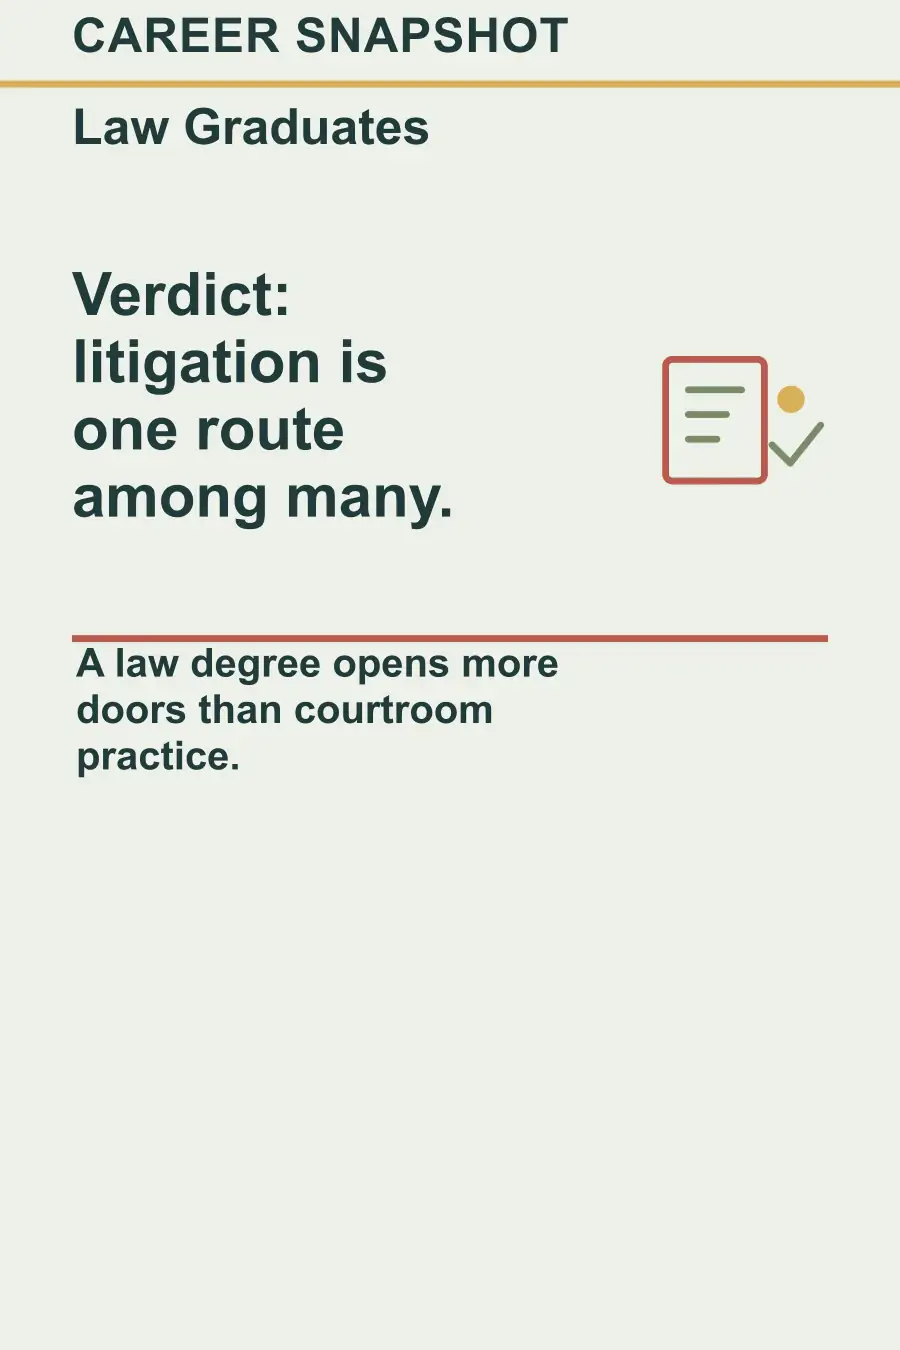 CAREER SNAPSHOT
Law Graduates
Verdict:
litigation is
one route
among many.
A law degree opens more
doors than courtroom
practice.